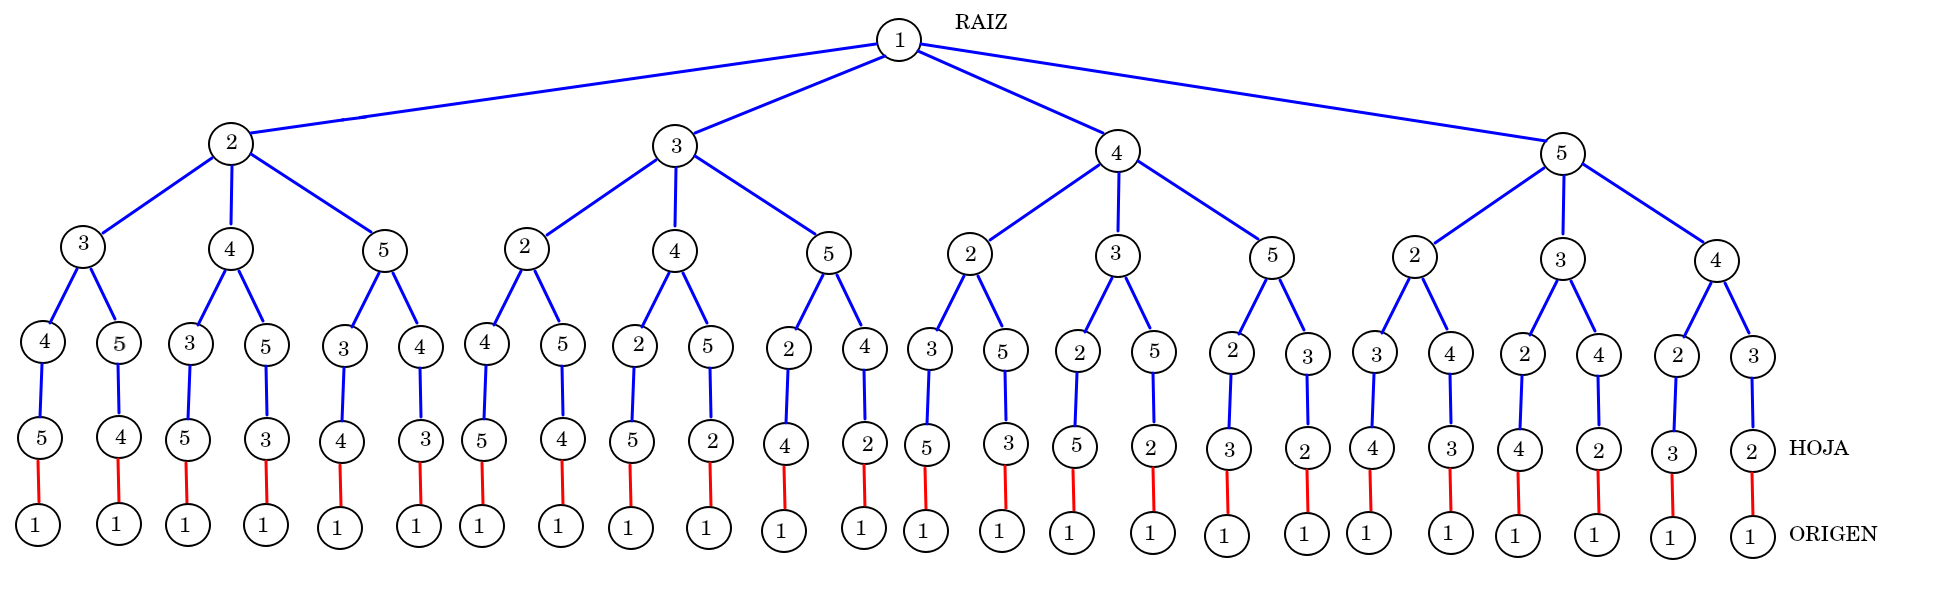 1 RAIZ
2 3 4 5
3 4 5 2 4 5 2 3 5 2 3 4
4 5 3 5 3 4 4 5 2 5 2 4 3 5 2 5 2 3 3 4 2 4 2 3
5 4 5 3 4 3 5 4 5 2 4 2 5 3 5 2 3 2 4 3 4 2 3 2 HOJA
1 1 1 1 1 1 1 1 1 1 1 1 1 1 1 1 1 1 1 1 1 1 1 1 ORIGEN